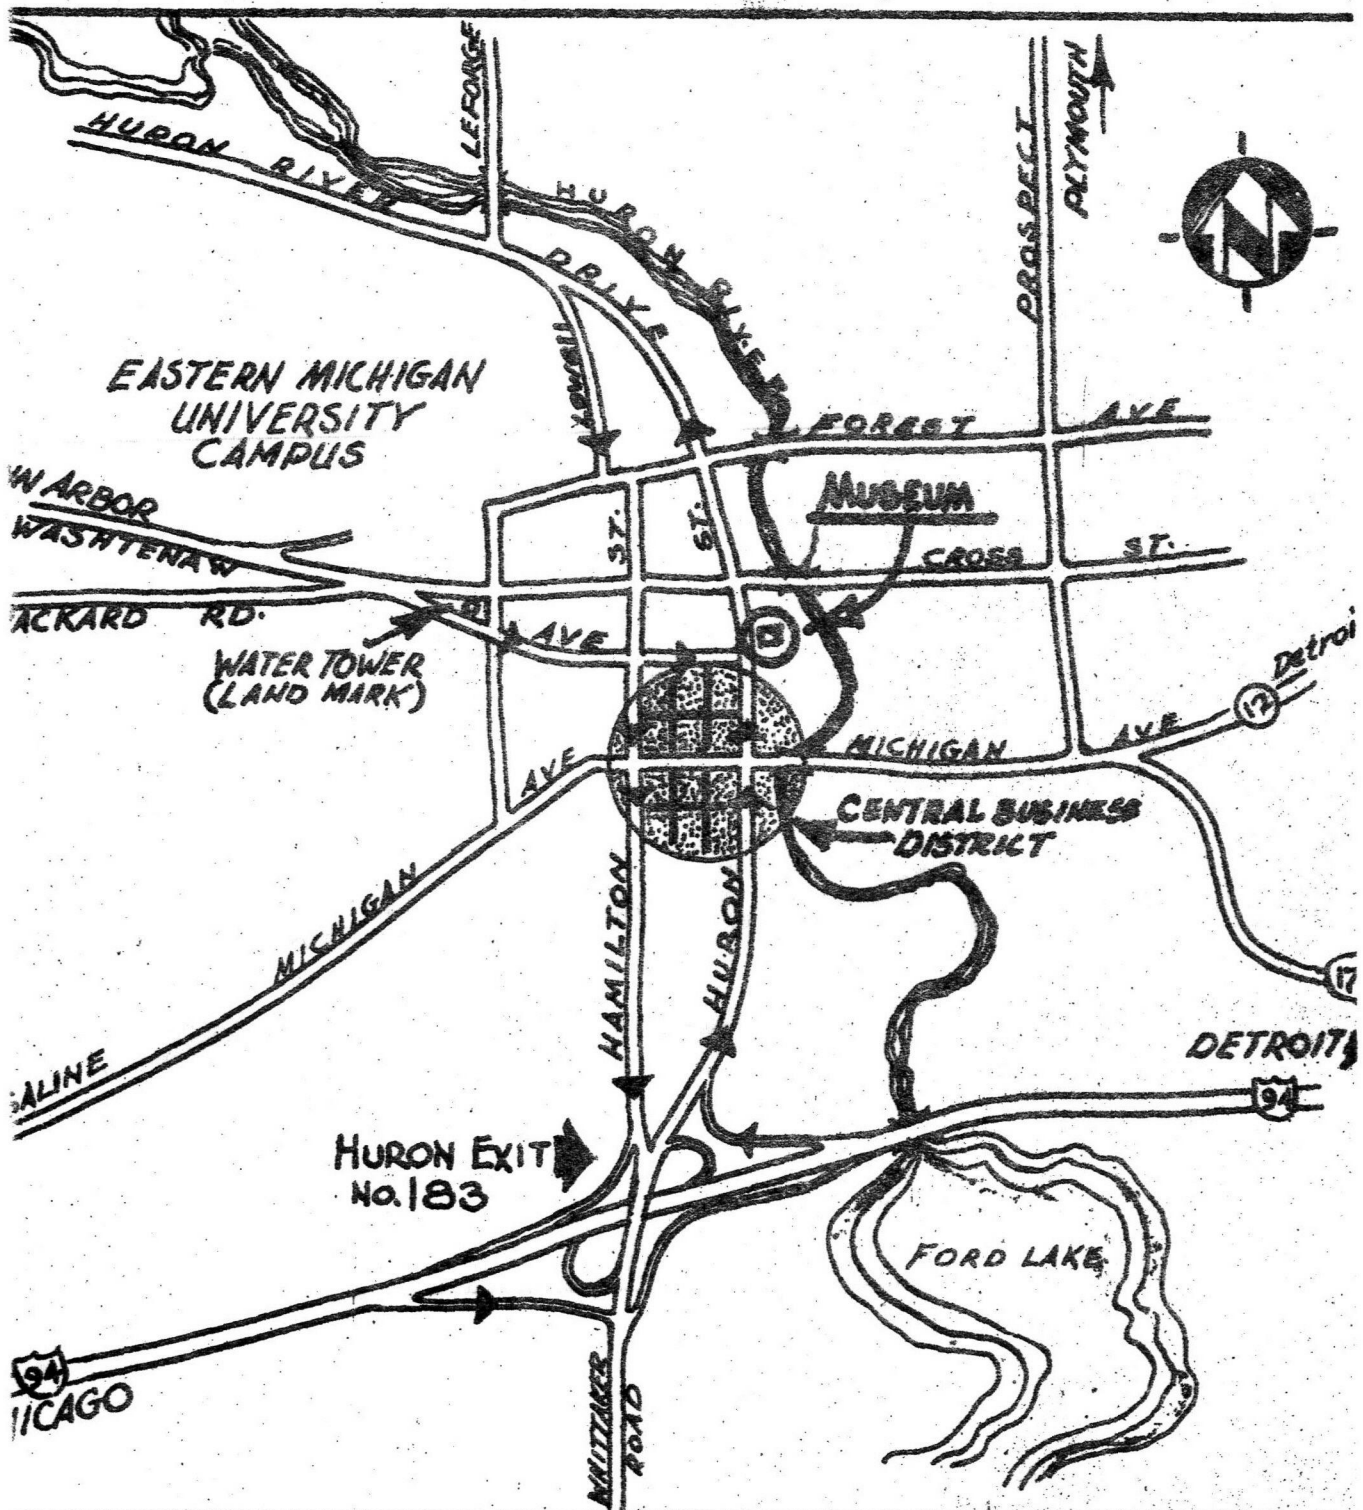 LEFORGE
PROSPECT
PLYMOUTH
HURON RIVER DRIVE
HURON RIVER
N
EASTERN MICHIGAN
UNIVERSITY
CAMPUS
LOWELL
FOREST AVE
MUSEUM
W ARBOR
WASHTENAW AVE
ST.
ST.
CROSS ST.
ACKARD RD.
WATER TOWER
(LAND MARK)
Detroi
12
MICHIGAN AVE
MICHIGAN AVE
CENTRAL BUSINESS
DISTRICT
HAMILTON
HURON
17
ALINE
DETROIT
94
HURON EXIT
NO. 183
FORD LAKE
94
ICAGO
WHITTAKER
ROAD